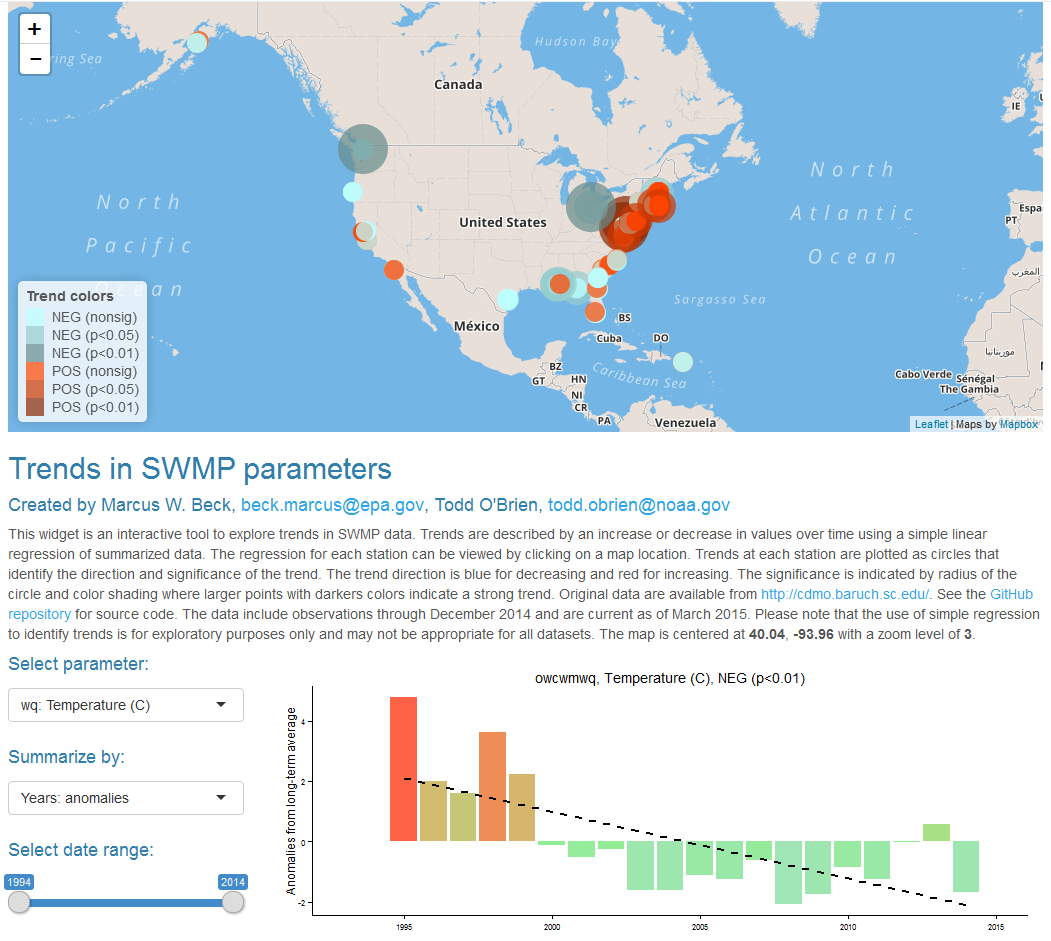 +
−
Hudson Bay
ring Sea
Canada
IE
North
Pacific
Ocean
North
Atlantic
Ocean
United States
Espa
PT
المغرب
Sargasso Sea
México
BS
Cuba
DO
موريتانيا
BZ
GT
HN
NI
CR
PA
Caribbean Sea
Cabo Verde
Sénégal
The Gambia
Venezuela
Trend colors
NEG (nonsig)
NEG (p<0.05)
NEG (p<0.01)
POS (nonsig)
POS (p<0.05)
POS (p<0.01)
Leaflet | Maps by Mapbox
Trends in SWMP parameters
Created by Marcus W. Beck, beck.marcus@epa.gov, Todd O'Brien, todd.obrien@noaa.gov
This widget is an interactive tool to explore trends in SWMP data. Trends are described by an increase or decrease in values over time using a simple linear
regression of summarized data. The regression for each station can be viewed by clicking on a map location. Trends at each station are plotted as circles that
identify the direction and significance of the trend. The trend direction is blue for decreasing and red for increasing. The significance is indicated by radius of the
circle and color shading where larger points with darkers colors indicate a strong trend. Original data are available from http://cdmo.baruch.sc.edu/. See the GitHub
repository for source code. The data include observations through December 2014 and are current as of March 2015. Please note that the use of simple regression
to identify trends is for exploratory purposes only and may not be appropriate for all datasets. The map is centered at 40.04, -93.96 with a zoom level of 3.
Select parameter:
wq: Temperature (C)
Summarize by:
Years: anomalies
Select date range:
1994
2014
owcwmwq, Temperature (C), NEG (p<0.01)
Anomalies from long-term average
4
2
0
-2
1995
2000
2005
2010
2015